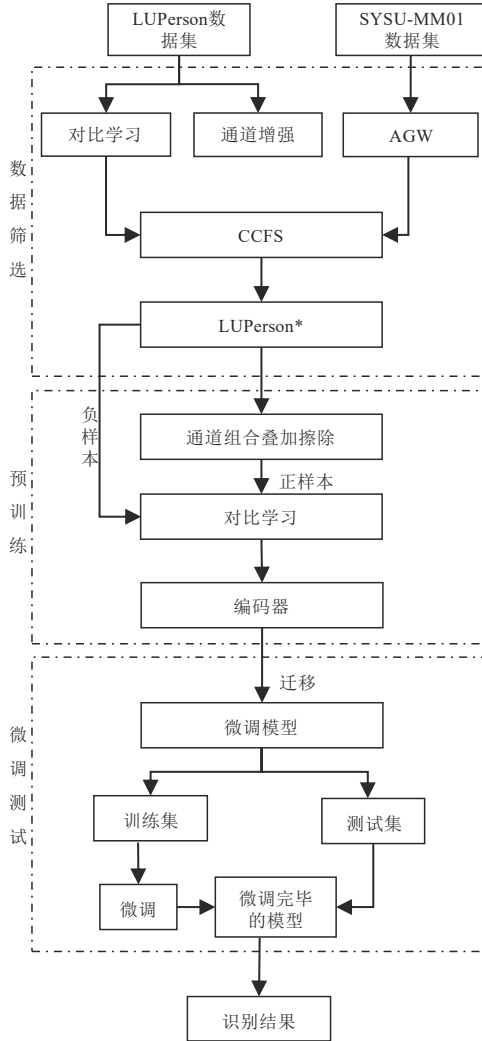 LUPerson数
据集
SYSU-MM01
数据集
对比学习
通道增强
AGW
数据筛选
CCFS
LUPerson*
负样本
通道组合叠加擦除
正样本
预训练
对比学习
编码器
迁移
微调模型
微调测试
训练集
测试集
微调
微调完毕
的模型
识别结果